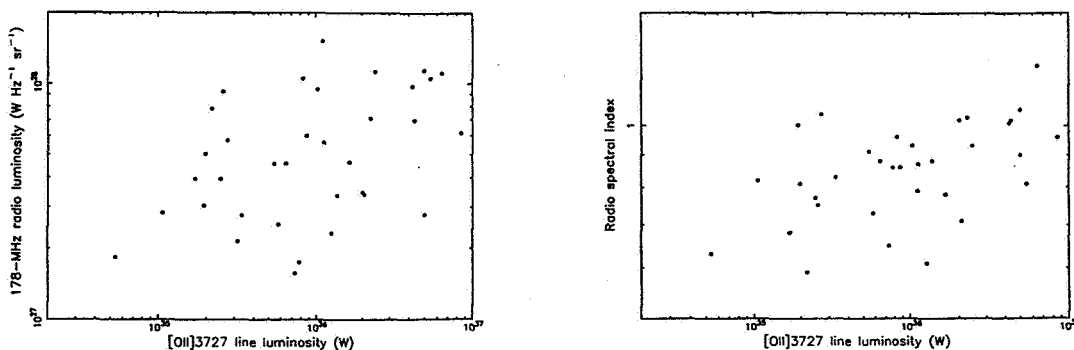 178-MHz radio luminosity (W Hz⁻¹ sr⁻¹)
10²⁷
10²⁸
10³⁵
10³⁶
10³⁷
[OII]3727 line luminosity (W)
Radio spectral index
1
10³⁵
10³⁶
[OII]3727 line luminosity (W)